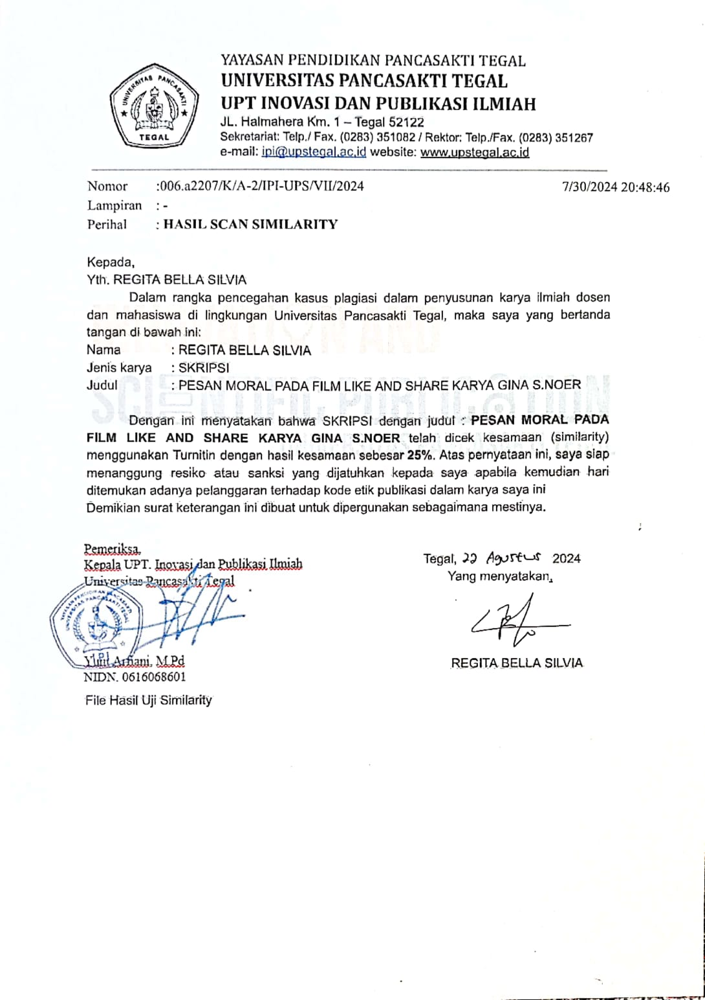 UNIVERSITAS PANCASAKTI
TEGAL
YAYASAN PENDIDIKAN PANCASAKTI TEGAL
UNIVERSITAS PANCASAKTI TEGAL
UPT INOVASI DAN PUBLIKASI ILMIAH
JL. Halmahera Km. 1 – Tegal 52122
Sekretariat: Telp./ Fax. (0283) 351082 / Rektor: Telp./Fax. (0283) 351267
e-mail: ipi@upstegal.ac.id website: www.upstegal.ac.id
Nomor :006.a2207/K/A-2/IPI-UPS/VII/2024 7/30/2024 20:48:46
Lampiran : -
Perihal : HASIL SCAN SIMILARITY
Kepada,
Yth. REGITA BELLA SILVIA
Dalam rangka pencegahan kasus plagiasi dalam penyusunan karya ilmiah dosen
dan mahasiswa di lingkungan Universitas Pancasakti Tegal, maka saya yang bertanda
tangan di bawah ini:
Nama : REGITA BELLA SILVIA
Jenis karya : SKRIPSI
Judul : PESAN MORAL PADA FILM LIKE AND SHARE KARYA GINA S.NOER
SCIENTIFIC PUBLICATION
Dengan ini menyatakan bahwa SKRIPSI dengan judul : PESAN MORAL PADA
FILM LIKE AND SHARE KARYA GINA S.NOER telah dicek kesamaan (similarity)
menggunakan Turnitin dengan hasil kesamaan sebesar 25%. Atas pernyataan ini, saya siap
menanggung resiko atau sanksi yang dijatuhkan kepada saya apabila kemudian hari
ditemukan adanya pelanggaran terhadap kode etik publikasi dalam karya saya ini
Demikian surat keterangan ini dibuat untuk dipergunakan sebagaimana mestinya.
Pemeriksa,
Kepala UPT. Inovasi dan Publikasi Ilmiah
Universitas Pancasakti Tegal
YAYASAN PENDIDIKAN PANCASAKTI
UNIVERSITAS PANCASAKTI TEGAL
Arfiani, M.Pd
NIDN. 0616068601
File Hasil Uji Similarity
Tegal, 22 Agustus 2024
Yang menyatakan,
REGITA BELLA SILVIA